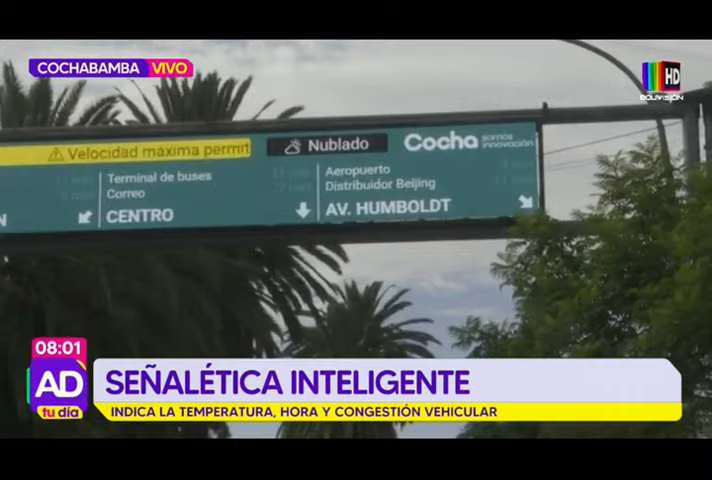 COCHABAMBA VIVO
HD
BOLIVISIÓN
Velocidad máxima permit
Nublado
Cocha somos innovación
Terminal de buses
Correo
CENTRO
Aeropuerto
Distribuidor Beijing
AV. HUMBOLDT
N
08:01
AD
tu día
SEÑALÉTICA INTELIGENTE
INDICA LA TEMPERATURA, HORA Y CONGESTIÓN VEHICULAR